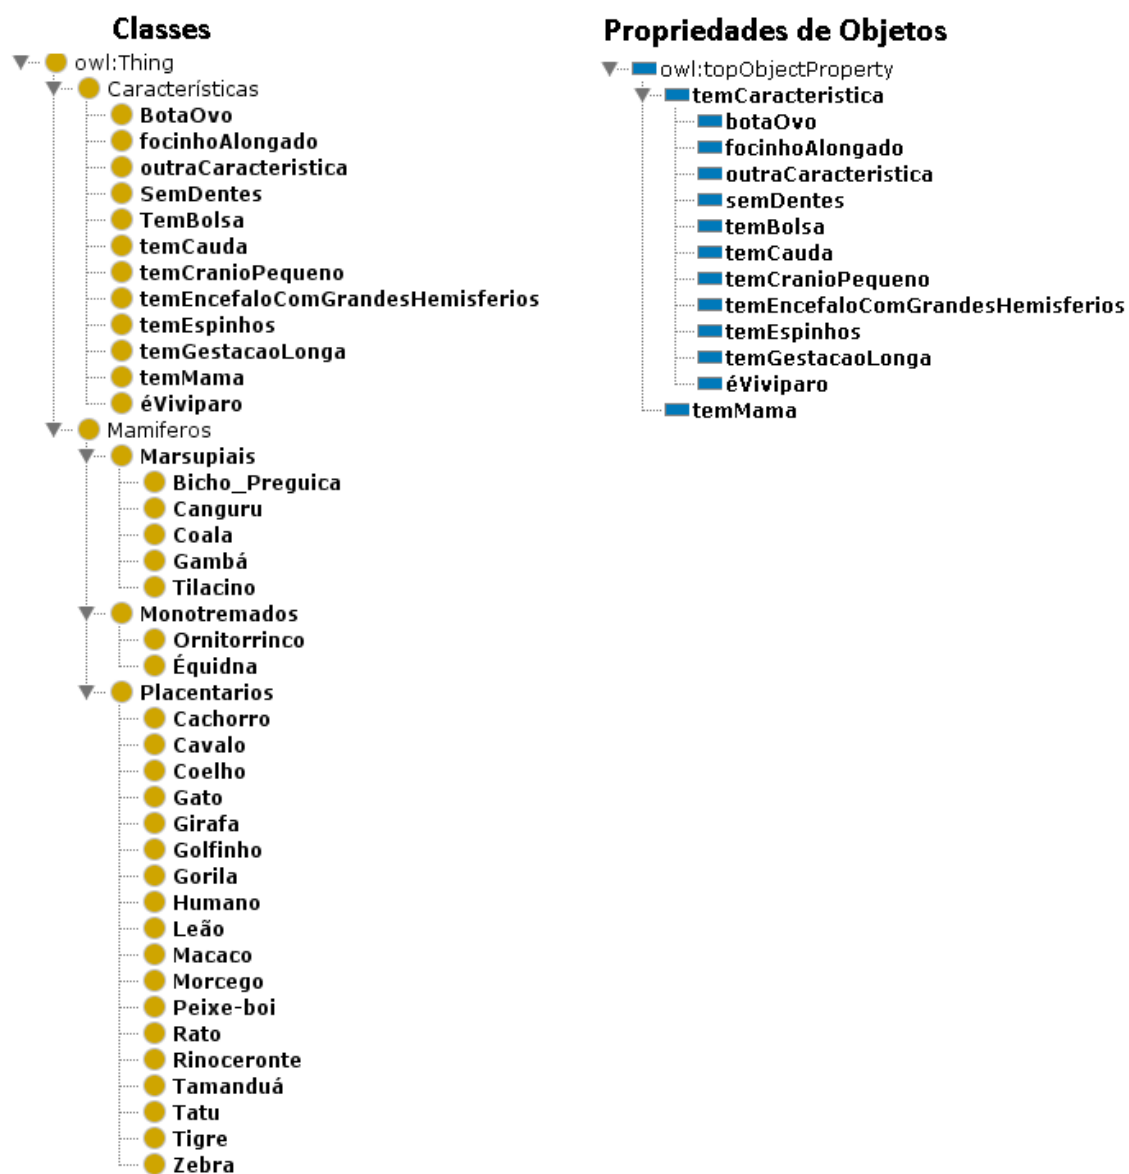 Classes
owl:Thing
Características
BotaOvo
focinhoAlongado
outraCaracteristica
SemDentes
TemBolsa
temCauda
temCranioPequeno
temEncefaloComGrandesHemisferios
temEspinhos
temGestacaoLonga
temMama
éViviparo
Mamiferos
Marsupiais
Bicho_Preguica
Canguru
Coala
Gambá
Tilacino
Monotremados
Ornitorrinco
Équidna
Placentarios
Cachorro
Cavalo
Coelho
Gato
Girafa
Golfinho
Gorila
Humano
Leão
Macaco
Morcego
Peixe-boi
Rato
Rinoceronte
Tamanduá
Tatu
Tigre
Zebra
Propriedades de Objetos
owl:topObjectProperty
temCaracteristica
botaOvo
focinhoAlongado
outraCaracteristica
semDentes
temBolsa
temCauda
temCranioPequeno
temEncefaloComGrandesHemisferios
temEspinhos
temGestacaoLonga
éViviparo
temMama